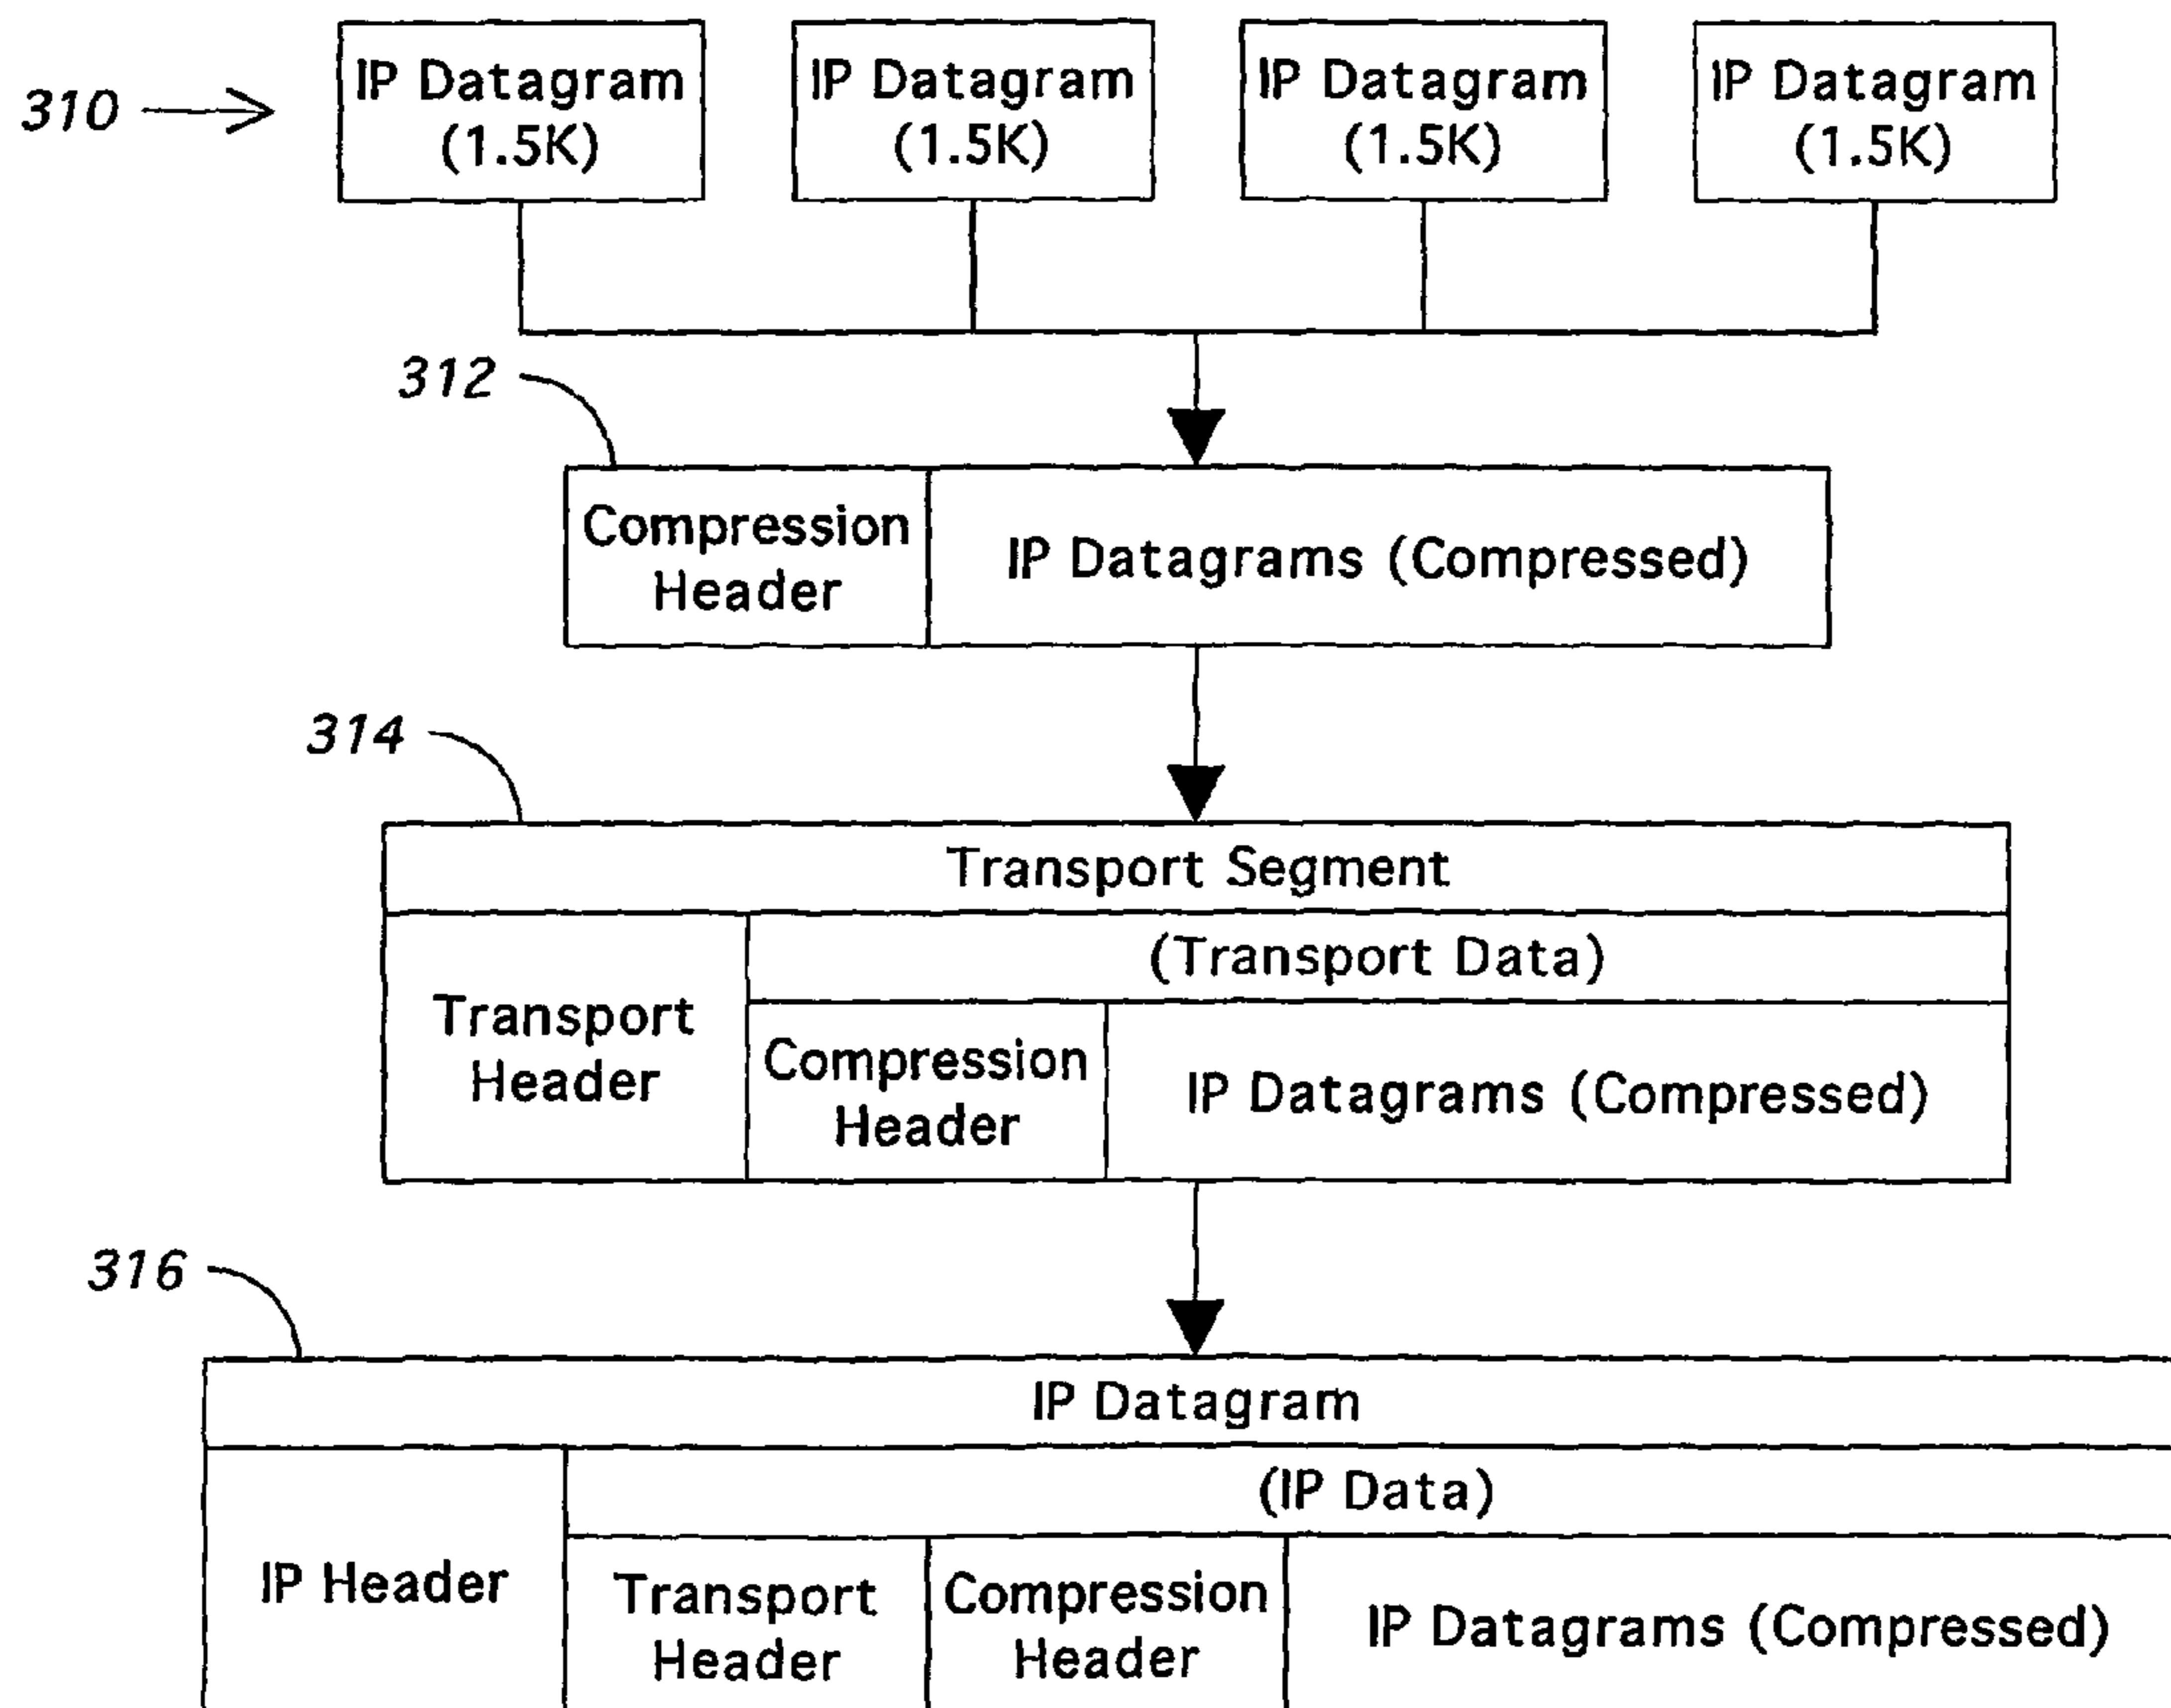 310
IP Datagram
(1.5K)
IP Datagram
(1.5K)
IP Datagram
(1.5K)
IP Datagram
(1.5K)
312
Compression
Header
IP Datagrams (Compressed)
314
Transport Segment
Transport
Header
(Transport Data)
Compression
Header
IP Datagrams (Compressed)
316
IP Datagram
IP Header
(IP Data)
Transport
Header
Compression
Header
IP Datagrams (Compressed)